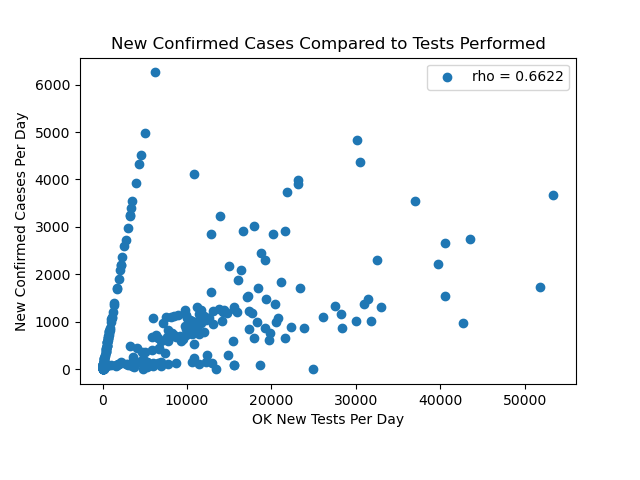 New Confirmed Cases Compared to Tests Performed
rho = 0.6622
6000
5000
4000
3000
2000
1000
0
New Confirmed Caeses Per Day
0 10000 20000 30000 40000 50000
OK New Tests Per Day